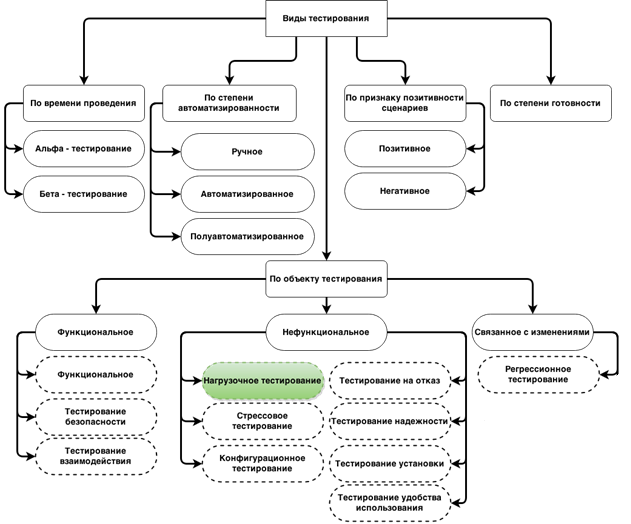 Виды тестирования
По времени проведения
По степени
автоматизированности
По признаку позитивности
сценариев
По степени готовности
Альфа - тестирование
Бета - тестирование
Ручное
Автоматизированное
Полуавтоматизированное
Позитивное
Негативное
По объекту тестирования
Функциональное
Нефункциональное
Связанное с изменениями
Функциональное
Тестирование
безопасности
Тестирование
взаимодействия
Нагрузочное тестирование
Стрессовое
тестирование
Конфигурационное
тестирование
Тестирование на отказ
Тестирование надежности
Тестирование установки
Тестирование удобства
использования
Регрессионное
тестирование